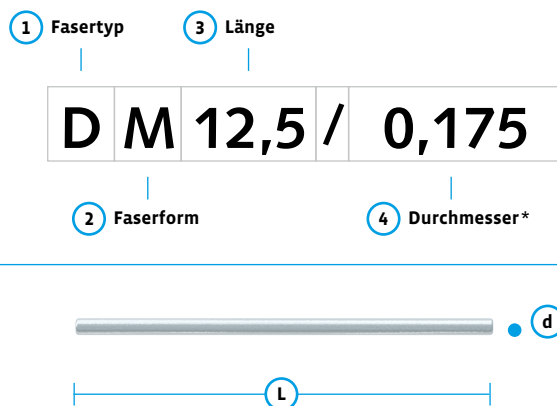 1 Fasertyp 3 Länge
D M 12,5 / 0,175
2 Faserform 4 Durchmesser*
d
L